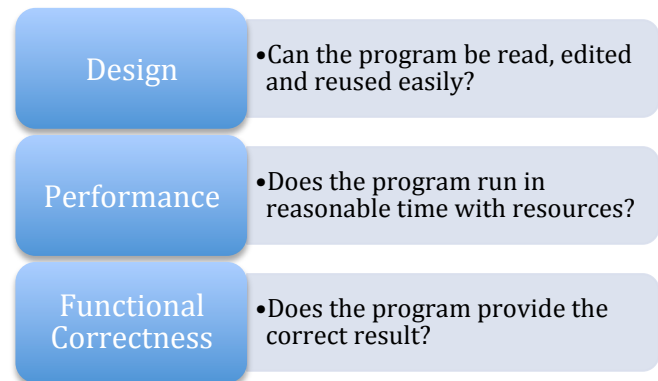 Design
•Can the program be read, edited
and reused easily?
Performance
•Does the program run in
reasonable time with resources?
Functional
Correctness
•Does the program provide the
correct result?